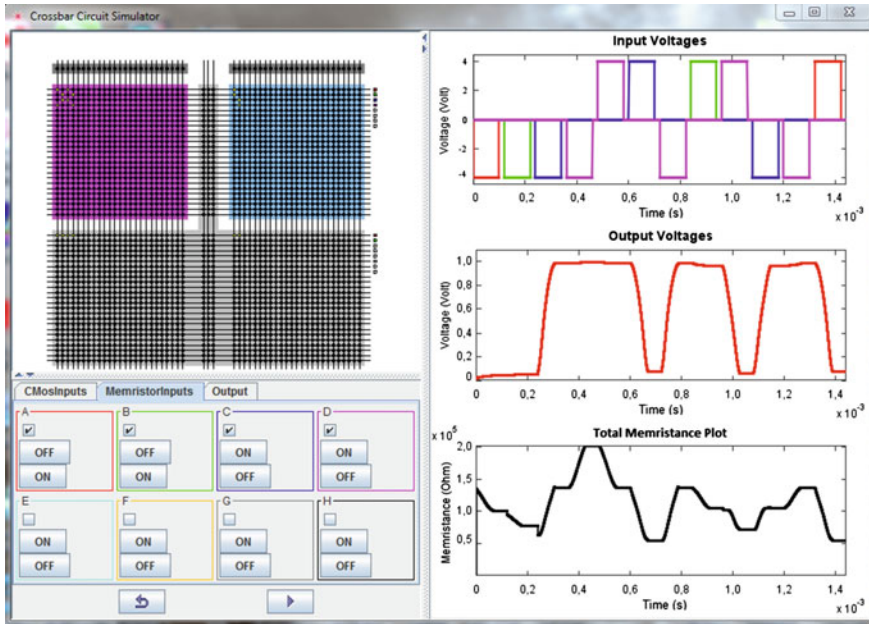 Crossbar Circuit Simulator
CMosInputs MemristorInputs Output
A B C D
OFF OFF ON ON
ON ON OFF OFF
E F G H
ON ON ON ON
OFF OFF OFF OFF
Input Voltages
Voltage (Volt)
4
2
0
-2
-4
0 0,2 0,4 0,6 0,8 1,0 1,2 1,4
Time (s)
x 10⁻³
Output Voltages
Voltage (Volt)
1,0
0,8
0,6
0,4
0,2
0
0 0,2 0,4 0,6 0,8 1,0 1,2 1,4
Time (s)
x 10⁻³
Total Memristance Plot
x 10⁵
Memristance (Ohm)
2,0
1,5
1,0
0,5
0 0,2 0,4 0,6 0,8 1,0 1,2 1,4
Time (s)
x 10⁻³